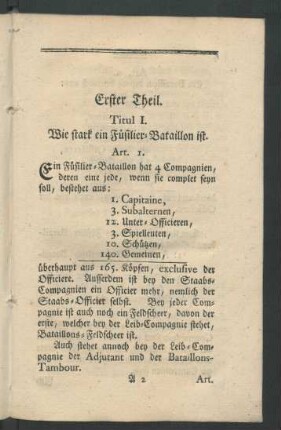 Erster Theil.
Titul I.
Wie stark ein Füsilier-Bataillon ist.
Art. 1.
Ein Füsilier-Bataillon hat 4 Compagnien,
deren eine jede, wenn sie complet seyn
soll, bestehet aus:
1. Capitaine,
3. Subalternen,
12. Unter-Officieren,
3. Spielleuten,
10. Schützen,
140. Gemeinen,
überhaupt aus 165. Köpfen, exclusive der
Officiere. Ausserdem ist bey den Staabs-
Compagnien ein Officier mehr, nemlich der
Staabs-Officier selbst. Bey jeder Com-
pagnie ist auch noch ein Feldscheer, davon der
erste, welcher bey der Leib-Compagnie stehet,
Bataillons-Feldscheer ist.
Auch stehet annoch bey der Leib-Com-
pagnie der Adjutant und der Bataillons-
Tambour.
A 2 Art.